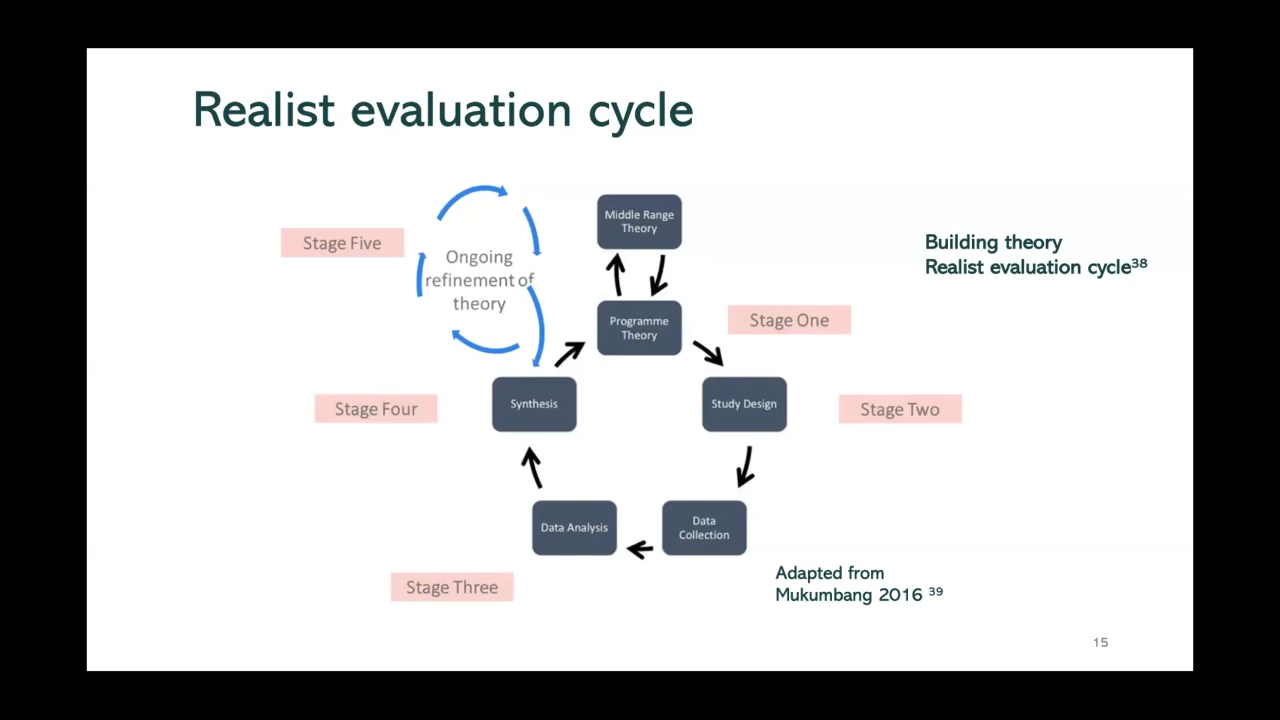 Realist evaluation cycle
Middle Range
Theory
Stage Five
Building theory
Realist evaluation cycle³⁸
Ongoing
refinement of
theory
Programme
Theory
Stage One
Stage Four
Synthesis
Study Design
Stage Two
Data Analysis
Data
Collection
Stage Three
Adapted from
Mukumbang 2016 ³⁹
15